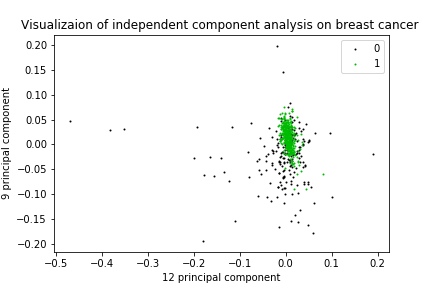 Visualizaion of independent component analysis on breast cancer
0.20
0.15
0.10
0.05
0.00
−0.05
−0.10
−0.15
−0.20
9 principal component
0
1
−0.5 −0.4 −0.3 −0.2 −0.1 0.0 0.1 0.2
12 principal component